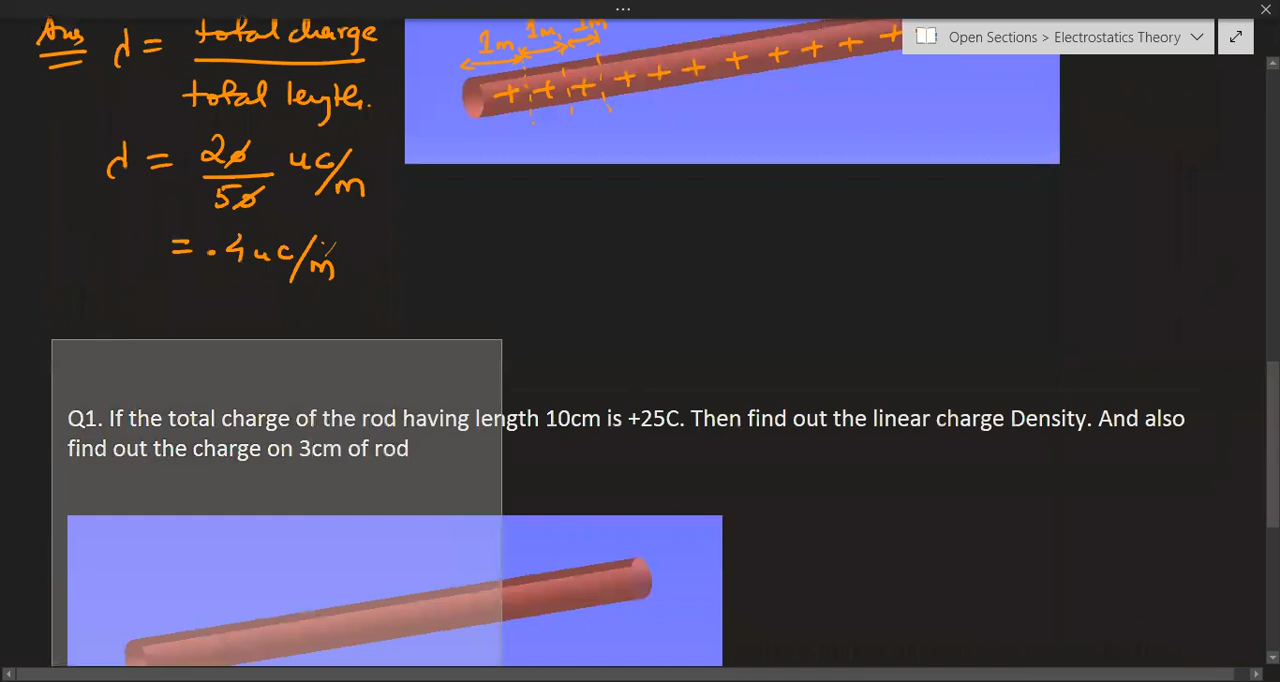 Open Sections > Electrostatics Theory
Ans λ = total charge
total length.
1m 1m 1m
+ + + + + + + + + + +
λ = 20
50
uc/m
= .4uc/m
Q1. If the total charge of the rod having length 10cm is +25C. Then find out the linear charge Density. And also
find out the charge on 3cm of rod